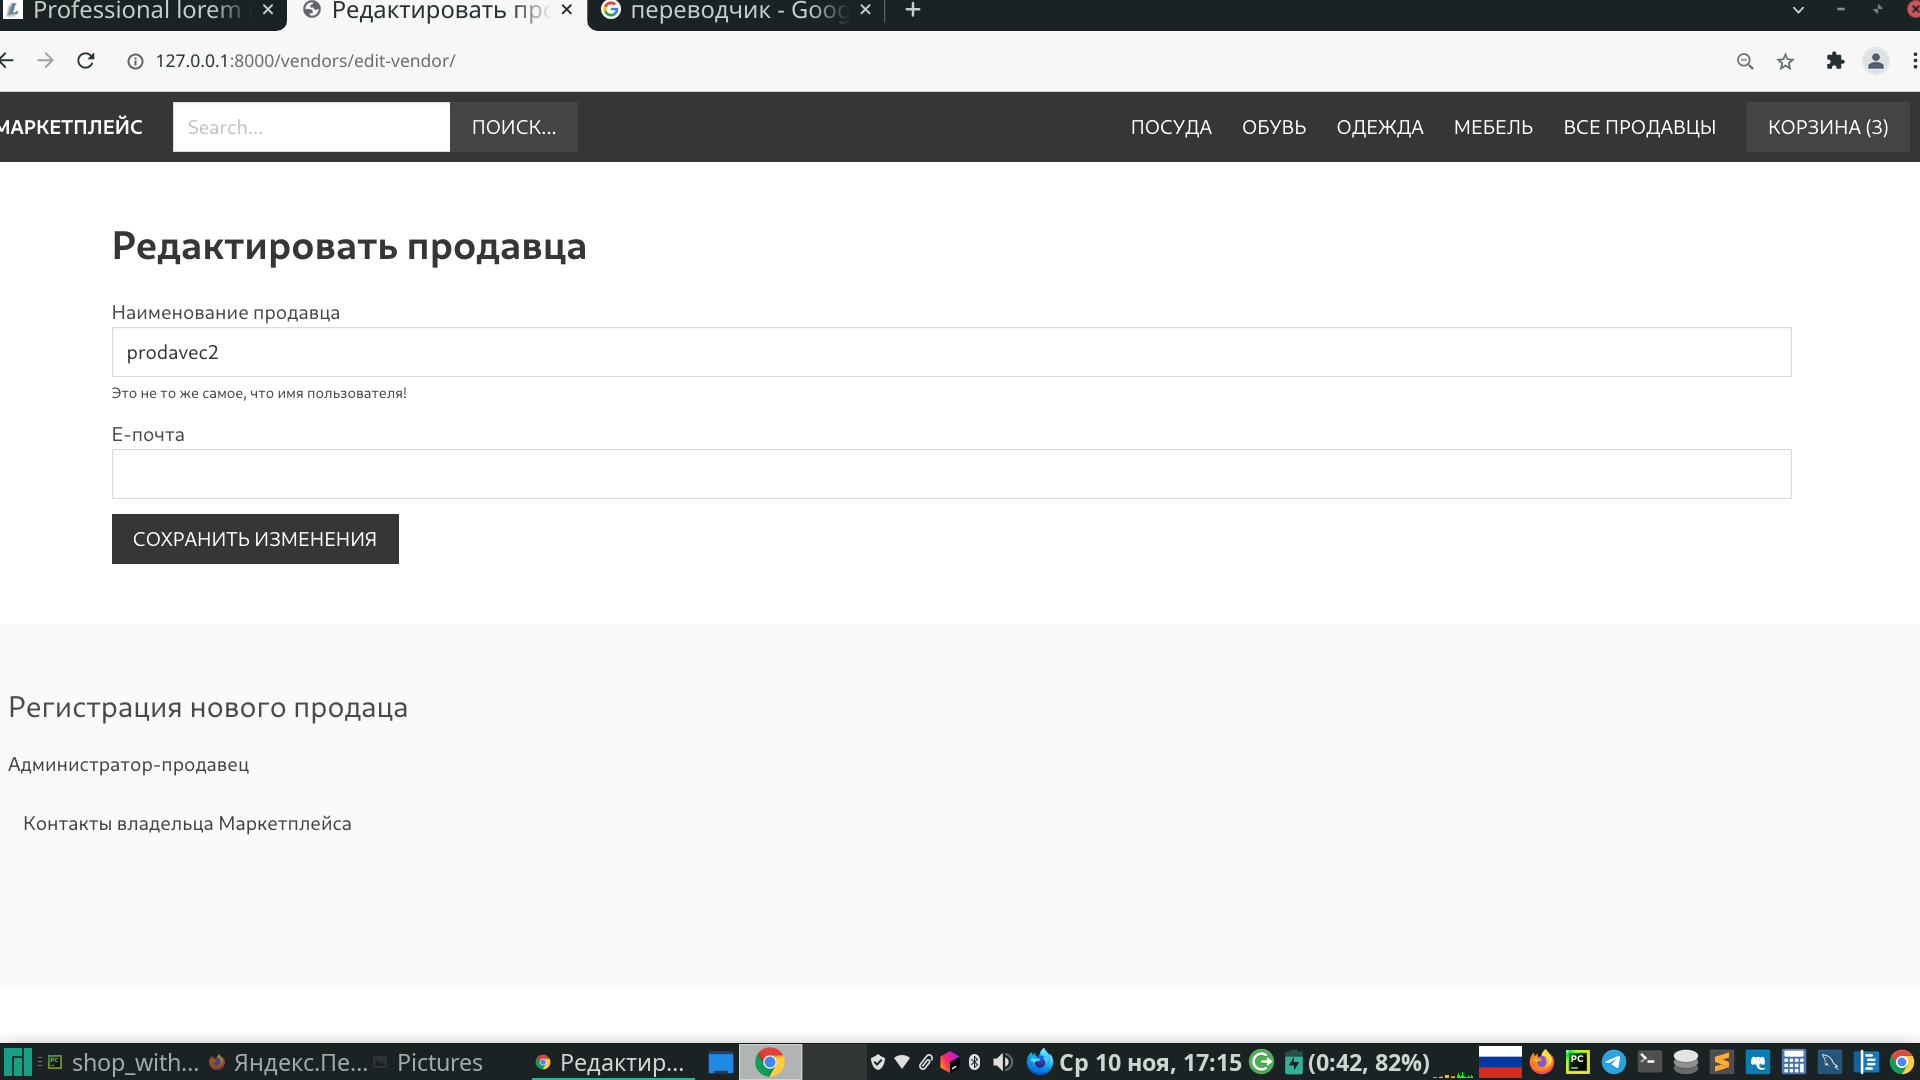 Professional lorem
Редактировать пр
переводчик - Goog
127.0.0.1:8000/vendors/edit-vendor/
МАРКЕТПЛЕЙС
Search...
ПОИСК...
ПОСУДА
ОБУВЬ
ОДЕЖДА
МЕБЕЛЬ
ВСЕ ПРОДАВЦЫ
КОРЗИНА (3)
Редактировать продавца
Наименование продавца
prodavec2
Это не то же самое, что имя пользователя!
Е-почта
СОХРАНИТЬ ИЗМЕНЕНИЯ
Регистрация нового продаца
Администратор-продавец
Контакты владельца Маркетплейса
shop_with...
Яндекс.Пе...
Pictures
Редактир...
Ср 10 ноя, 17:15
(0:42, 82%)